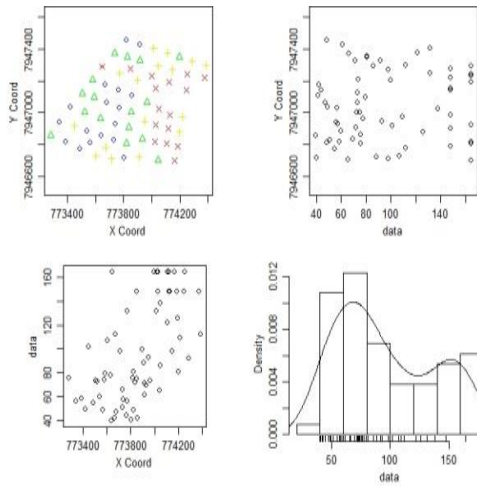 7947400
7947000
7946600
Y Coord
773400 773800 774200
X Coord
7947400
7947000
7946600
Y Coord
40 60 80 100 140
data
160
120
80
60
40
data
773400 773800 774200
X Coord
0.012
0.008
0.004
0.000
Density
50 100 150
data